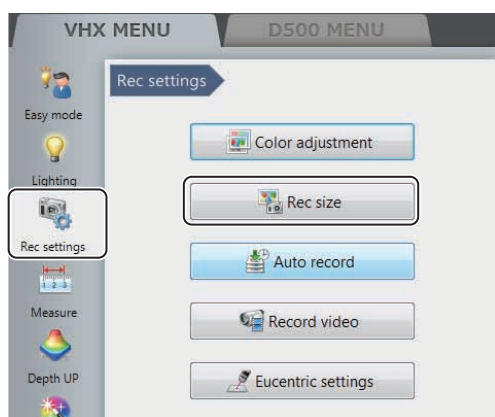 VHX MENU
D500 MENU
Rec settings
Easy mode
Lighting
Rec settings
Measure
Depth UP
Color adjustment
Rec size
Auto record
Record video
Eucentric settings